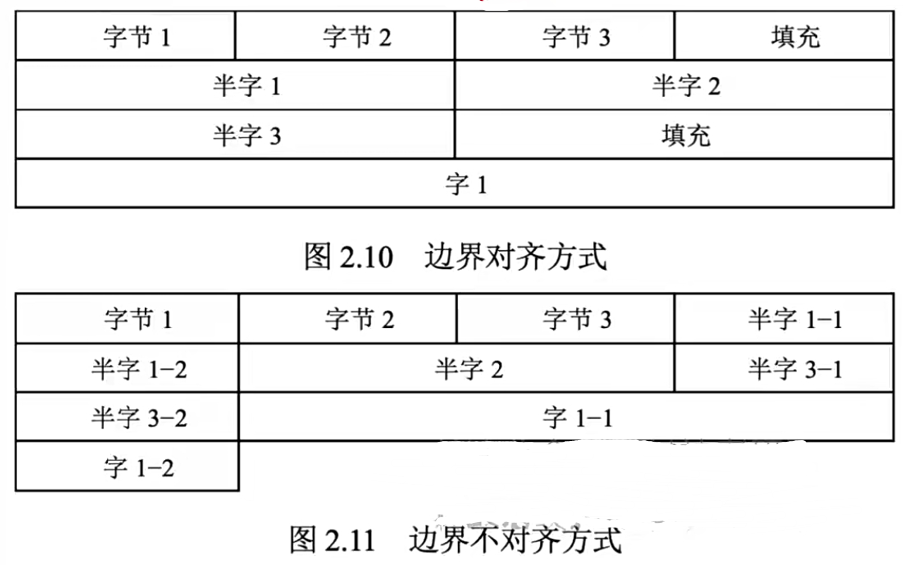 字节 1 字节 2 字节 3 填充
半字 1 半字 2
半字 3 填充
字 1
图 2.10 边界对齐方式
字节 1 字节 2 字节 3 半字 1-1
半字 1-2 半字 2 半字 3-1
半字 3-2 字 1-1
字 1-2
图 2.11 边界不对齐方式